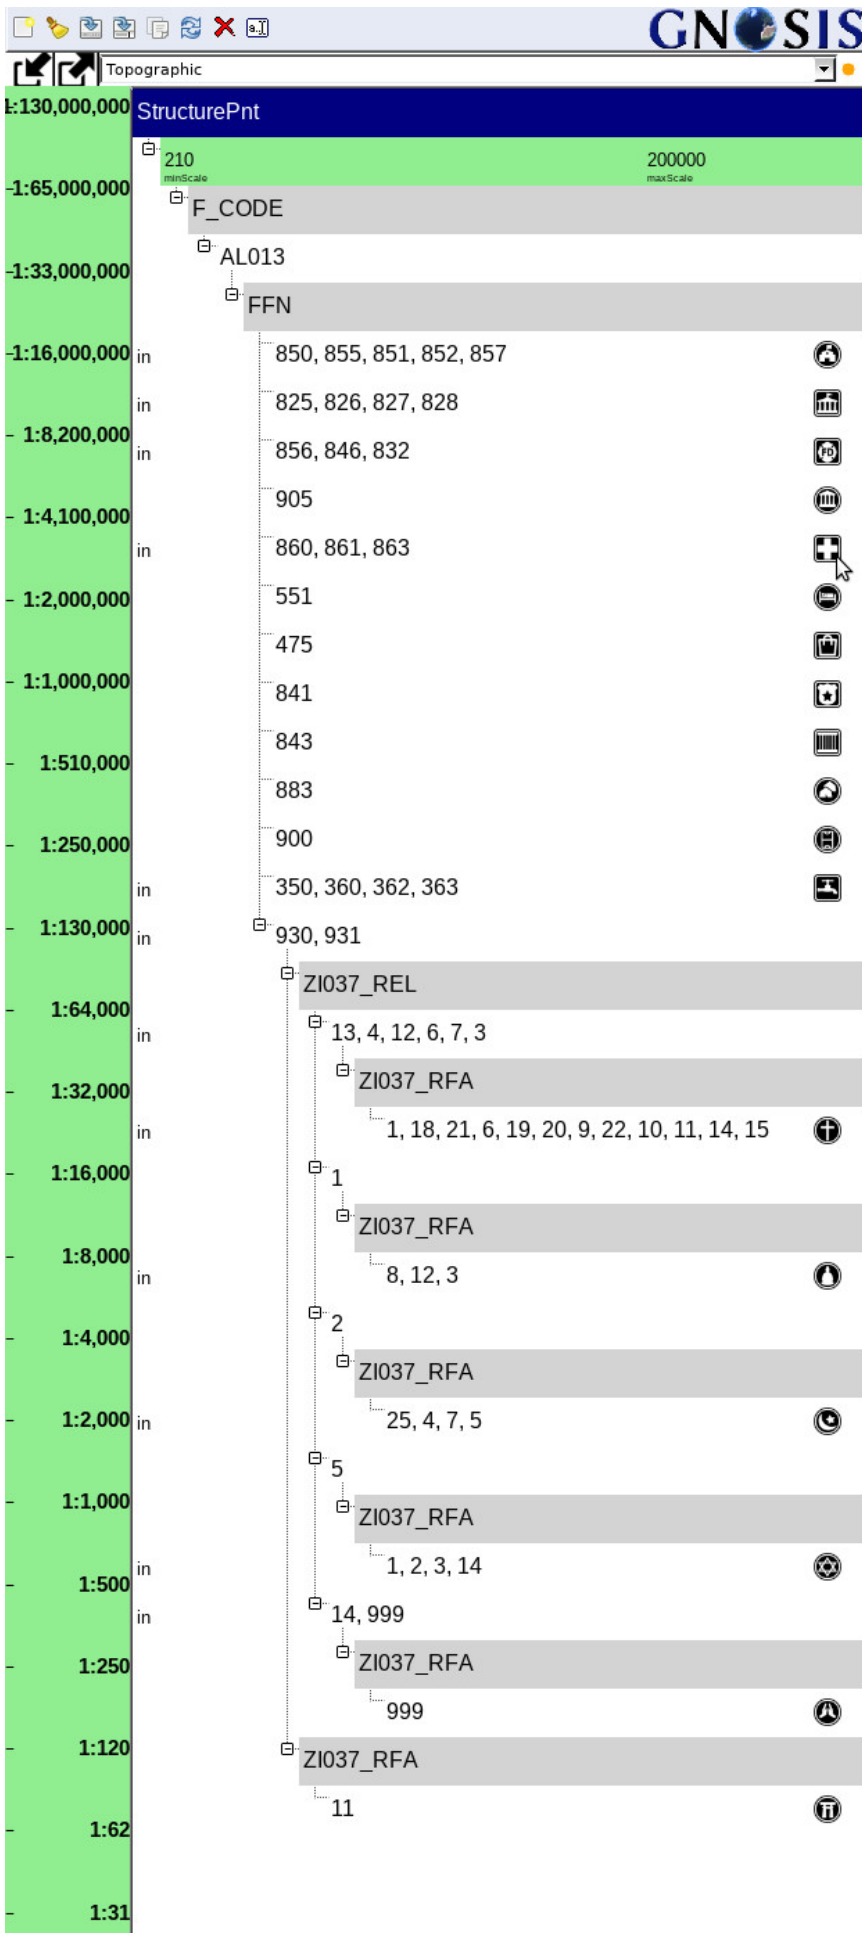 GNOSIS
Topographic
1:130,000,000
StructurePnt
210
200000
minScale
maxScale
1:65,000,000
F_CODE
AL013
1:33,000,000
FFN
1:16,000,000
in
850, 855, 851, 852, 857
in
825, 826, 827, 828
1:8,200,000
in
856, 846, 832
FD
905
1:4,100,000
in
860, 861, 863
551
1:2,000,000
475
1:1,000,000
841
843
1:510,000
883
900
1:250,000
in
350, 360, 362, 363
1:130,000
in
930, 931
ZI037_REL
1:64,000
in
13, 4, 12, 6, 7, 3
ZI037_RFA
1:32,000
in
1, 18, 21, 6, 19, 20, 9, 22, 10, 11, 14, 15
1:16,000
1
ZI037_RFA
1:8,000
in
8, 12, 3
2
1:4,000
ZI037_RFA
1:2,000
in
25, 4, 7, 5
5
1:1,000
ZI037_RFA
in
1, 2, 3, 14
1:500
in
14, 999
1:250
ZI037_RFA
999
1:120
ZI037_RFA
11
1:62
1:31